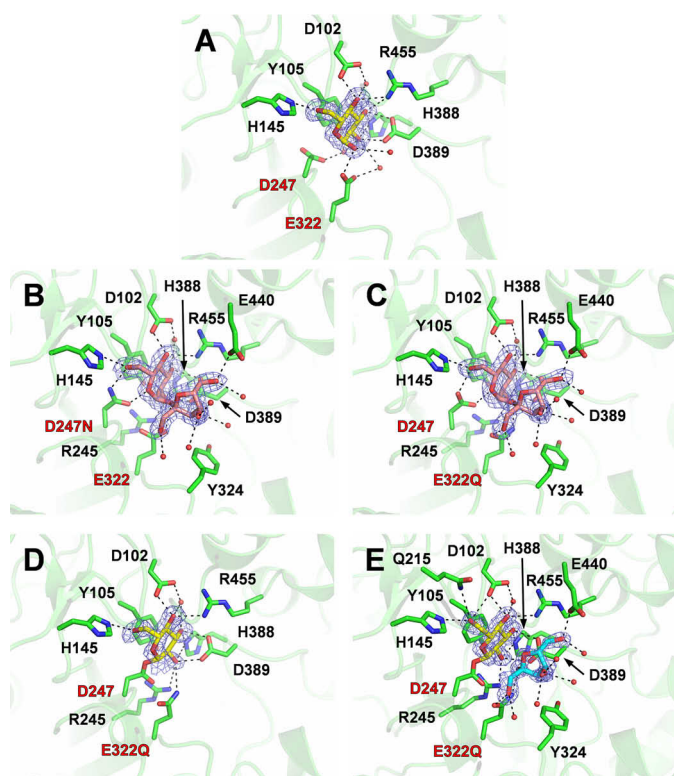 A
D102
R455
Y105
H145
H388
D389
D247
E322
B
H388
D102
E440
R455
Y105
H145
D247N
D389
R245
E322
Y324
C
H388
D102
E440
R455
Y105
H145
D247
D389
R245
E322Q
Y324
D
D102
R455
Y105
H145
H388
D389
D247
R245
E322Q
E
H388
Q215
D102
E440
R455
Y105
H145
D389
D247
R245
E322Q
Y324